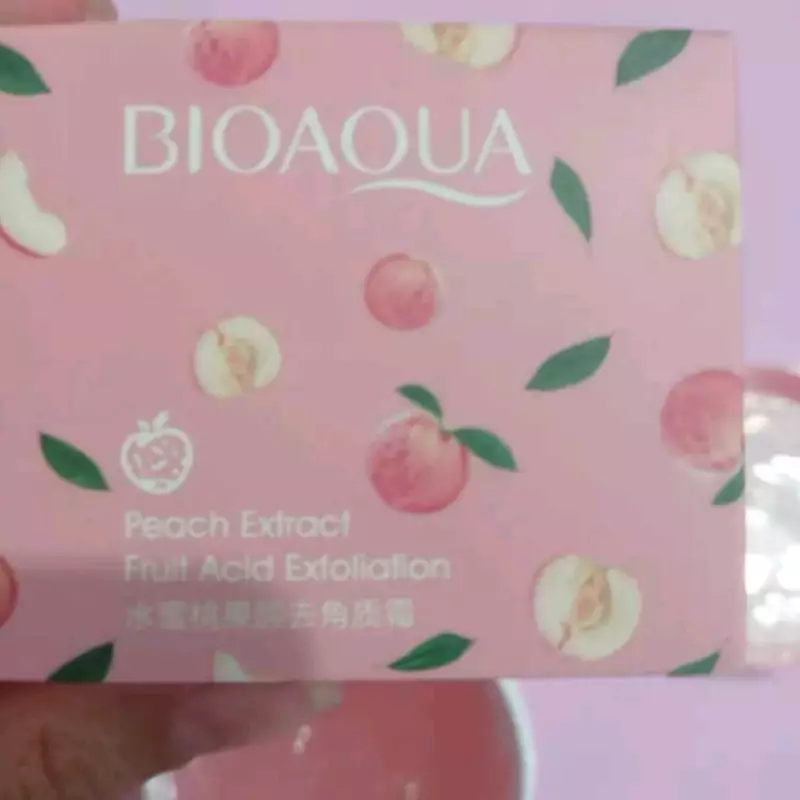 BIOAQUA
Peach Extract
Fruit Acid Exfoliation
水蜜桃果酸去角质霜